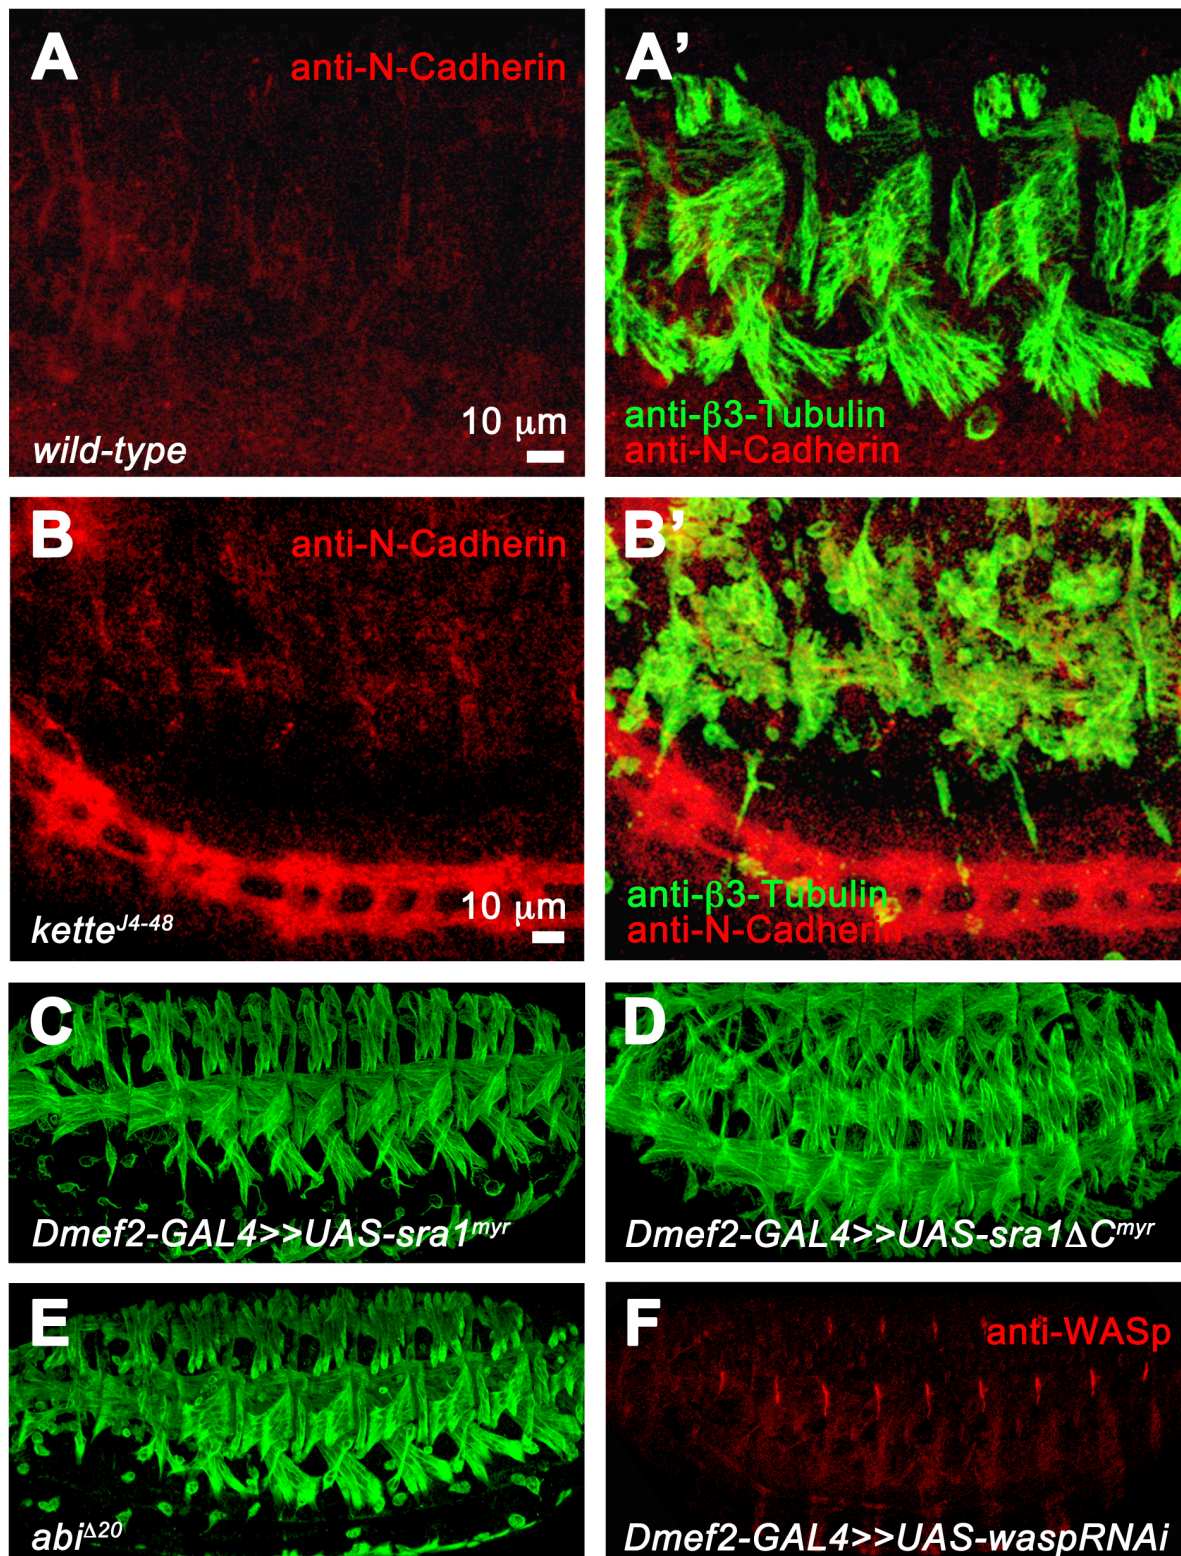 A
anti-N-Cadherin
10 μm
wild-type
A’
anti-β3-Tubulin
anti-N-Cadherin
B
anti-N-Cadherin
10 μm
kette^J4-48
B’
anti-β3-Tubulin
anti-N-Cadherin
C
Dmef2-GAL4>>UAS-sra1^myr
D
Dmef2-GAL4>>UAS-sra1ΔC^myr
E
abi^Δ20
F
anti-WASp
Dmef2-GAL4>>UAS-waspRNAi